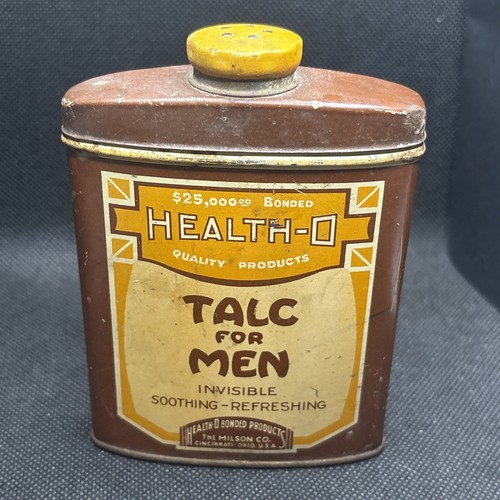 $25,000.00 BONDED
HEALTH-O
QUALITY PRODUCTS
TALC
FOR
MEN
INVISIBLE
SOOTHING-REFRESHING
HEALTH-O BONDED PRODUCTS
THE MILSON CO.
CINCINNATI-OHIO, U.S.A.